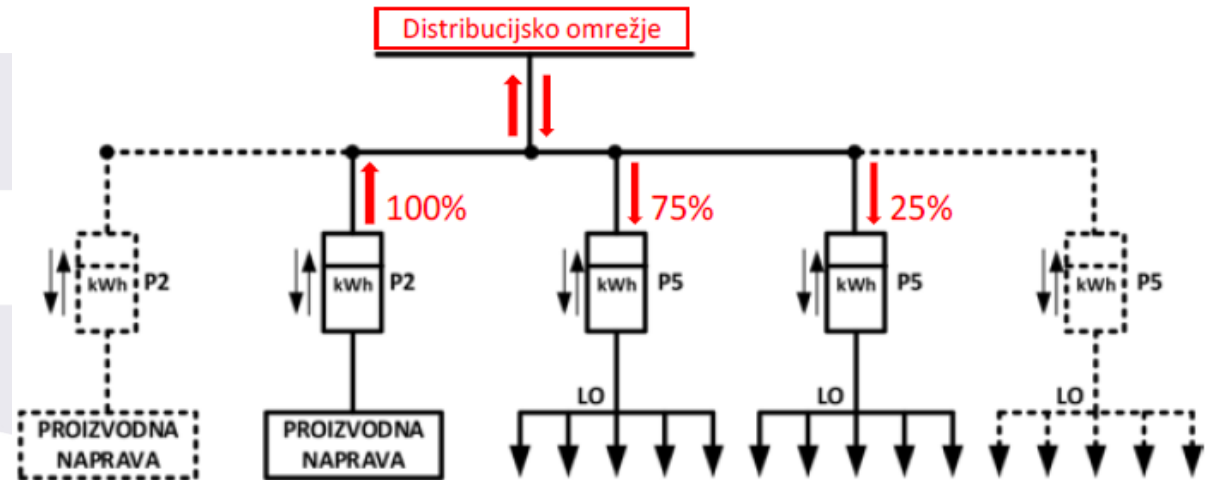 Distribucijsko omrežje
100%
75%
25%
kWh P2
kWh P2
kWh P5
kWh P5
kWh P5
LO
LO
LO
PROIZVODNA
NAPRAVA
PROIZVODNA
NAPRAVA